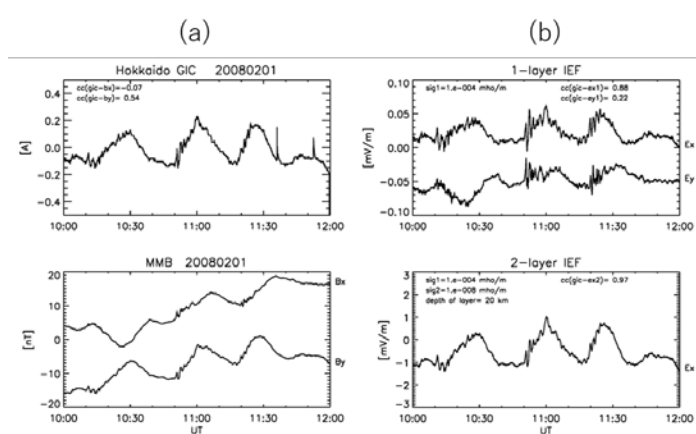 (a)
(b)
Hokkaido GIC 20080201
cc(gic-bx)=-0.07
cc(gic-by)= 0.54
[A]
0.4
0.2
0.0
-0.2
-0.4
10:00 10:30 11:00 11:30 12:00
MMB 20080201
[nT]
20
10
0
-10
-20
Bx
By
10:00 10:30 11:00 11:30 12:00
UT
1-layer IEF
sig1=1.e-004 mho/m
cc(gic-ex1)= 0.88
cc(gic-ey1)= 0.22
[mV/m]
0.10
0.05
0.00
-0.05
-0.10
Ex
Ey
10:00 10:30 11:00 11:30 12:00
2-layer IEF
sig1=1.e-004 mho/m
sig2=1.e-008 mho/m
depth of layer= 20 km
cc(gic-ex2)= 0.97
[mV/m]
3
2
1
0
-1
-2
-3
Ex
10:00 10:30 11:00 11:30 12:00
UT